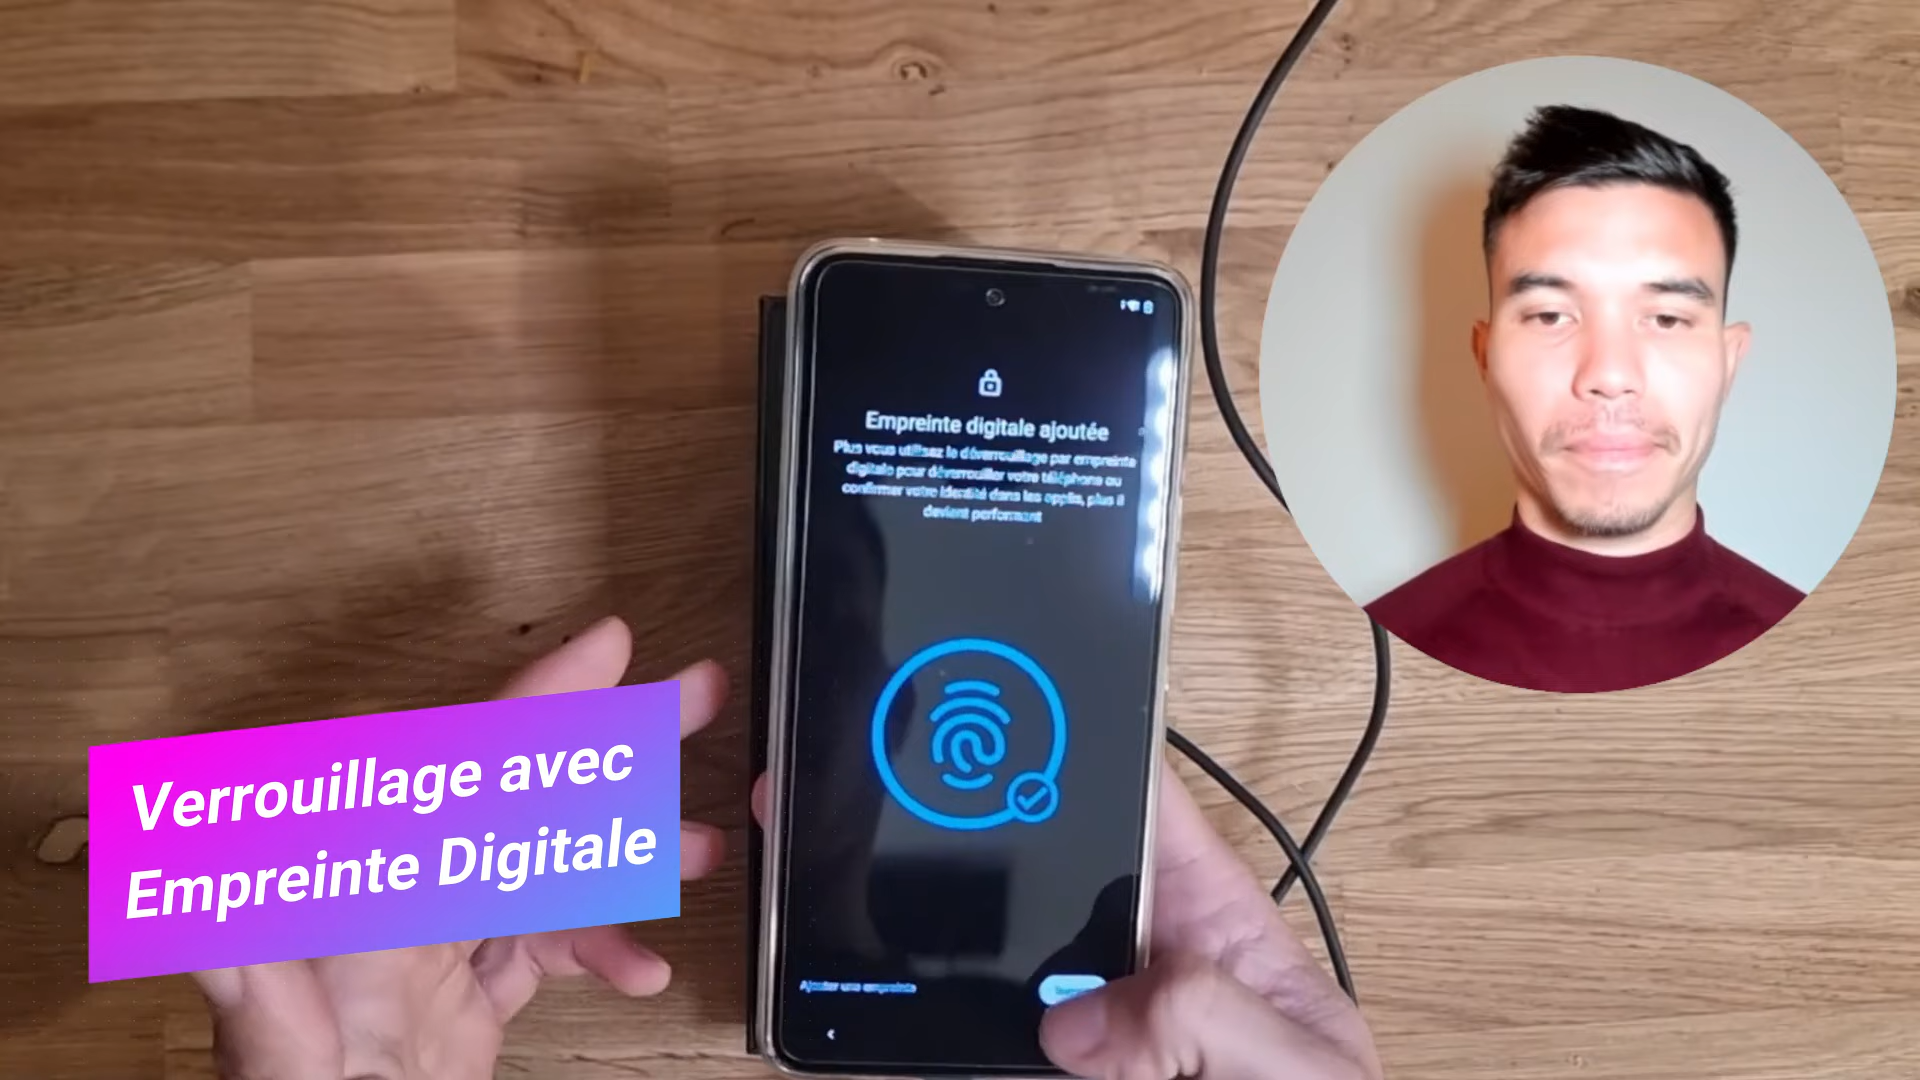 Empreinte digitale ajoutée
Plus vous utilisez le déverrouillage par empreinte
digitale pour déverrouiller votre téléphone ou
confirmer votre identité dans les applis, plus il
devient performant
Verrouillage avec
Empreinte Digitale
Ajouter une empreinte